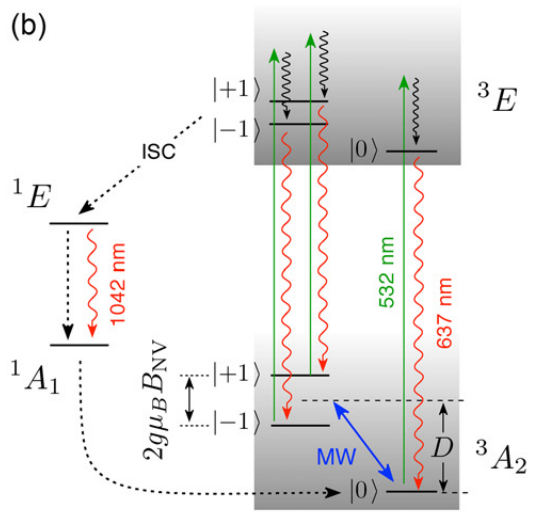 (b)
|+1⟩
³E
|−1⟩
|0⟩
ISC
¹E
1042 nm
532 nm
637 nm
¹A₁
2gμ_B B_NV
|+1⟩
|−1⟩
MW
D
³A₂
|0⟩